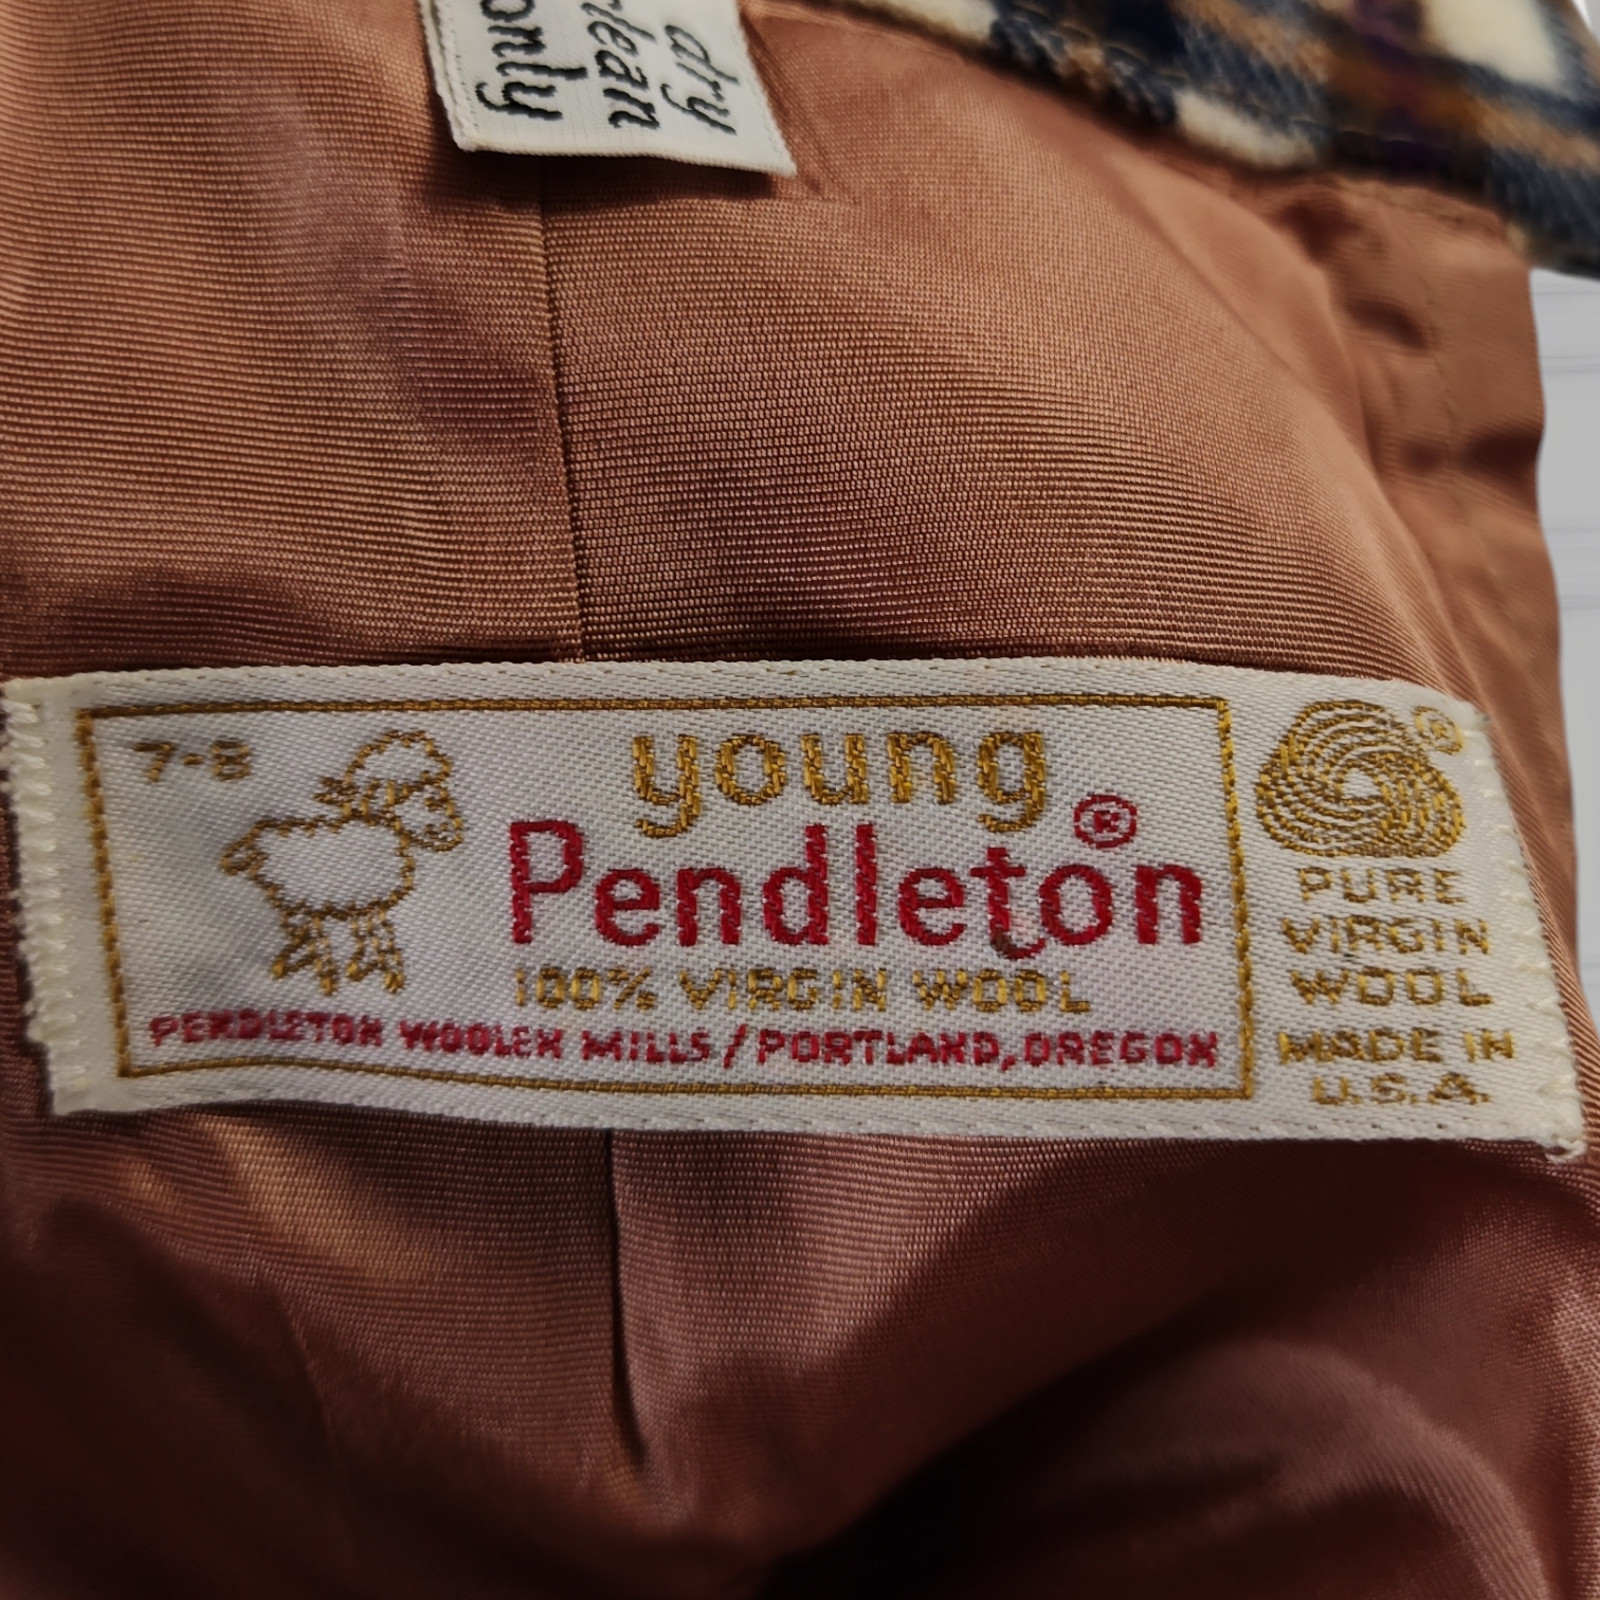 dry
clean
only
7-8
young
Pendleton®
100% VIRGIN WOOL
PENDLETON WOOLEN MILLS / PORTLAND, OREGON
®
PURE
VIRGIN
WOOL
MADE IN
U.S.A.